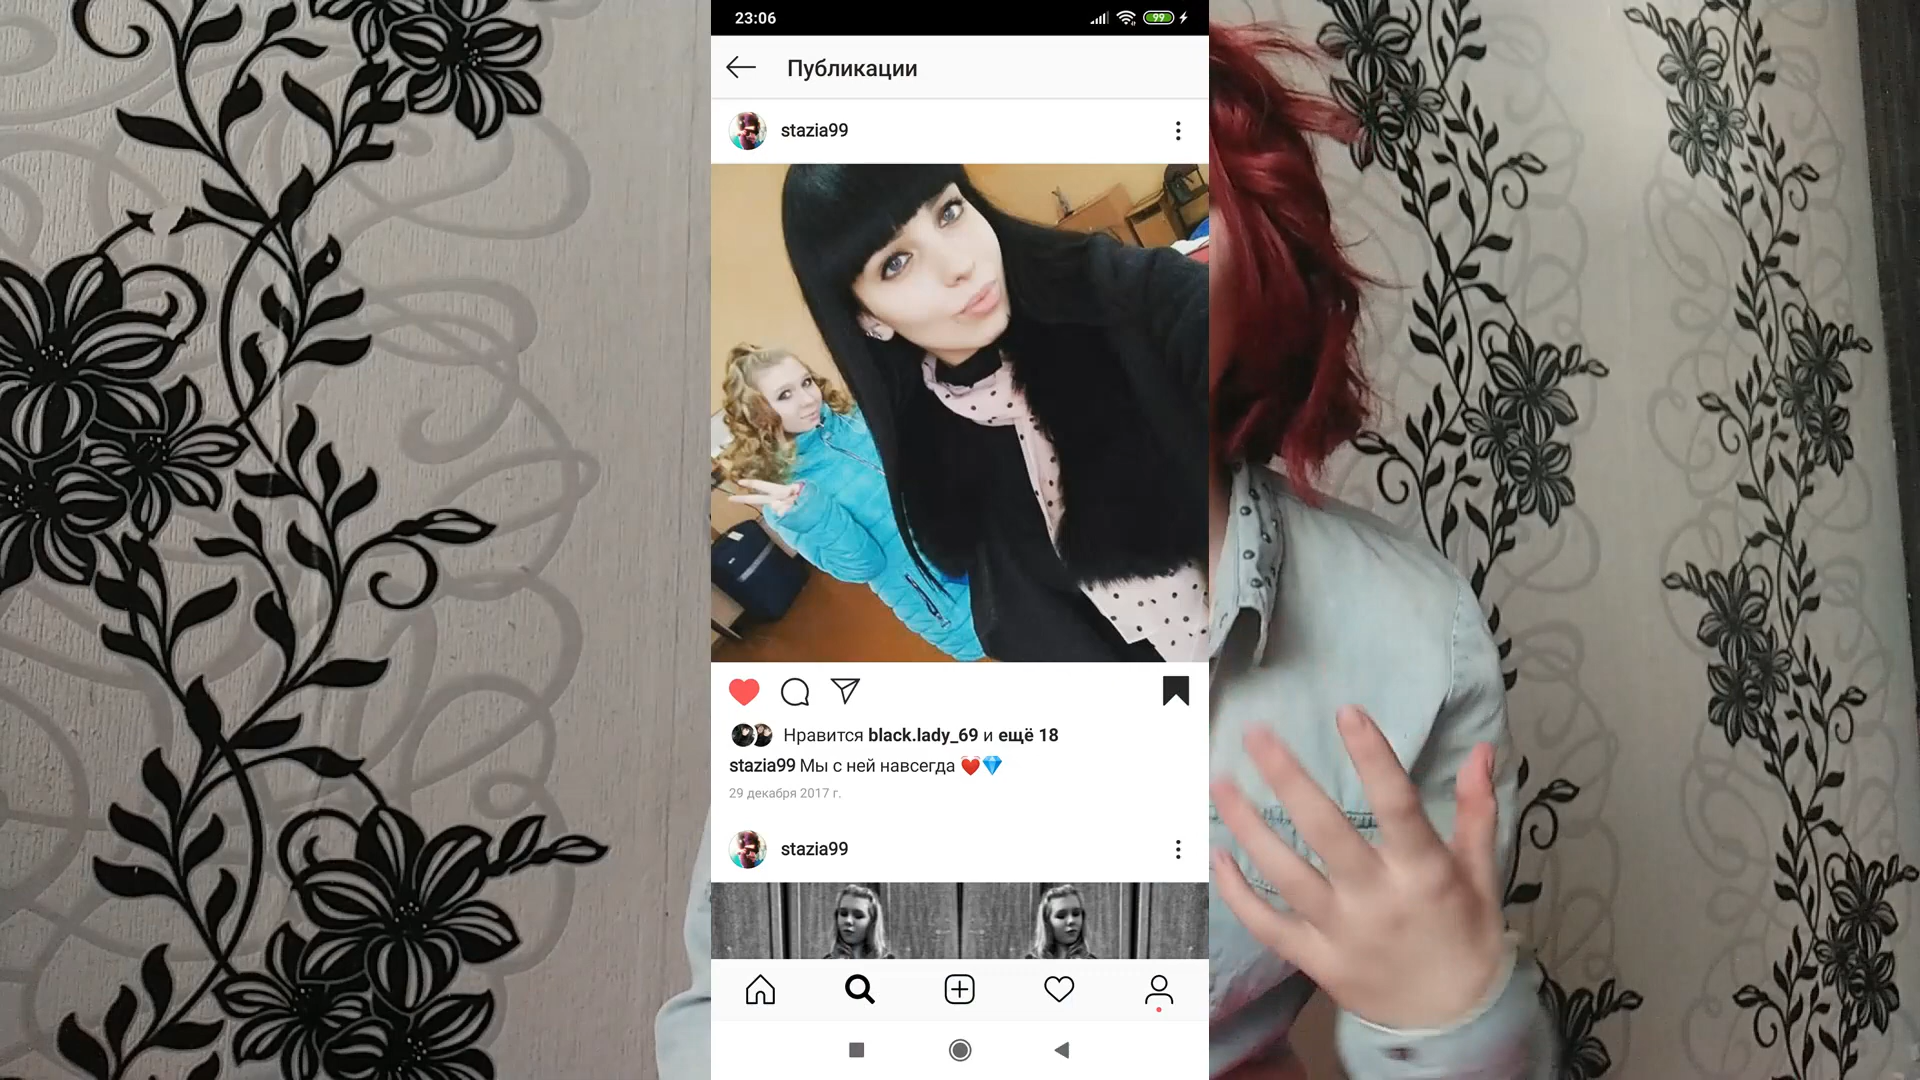 23:06
99
Публикации
stazia99
Нравится black.lady_69 и ещё 18
stazia99 Мы с ней навсегда ❤️💎
29 декабря 2017 г.
stazia99